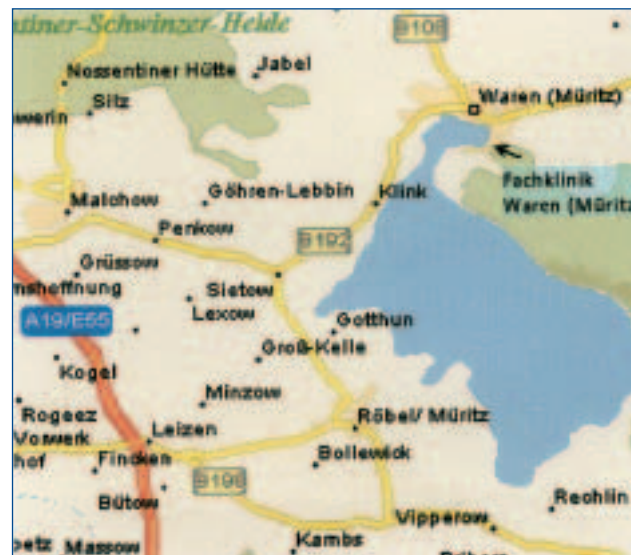 tiner-Schwinzer-Heide
B108
Nossentiner Hütte
Jabel
Silz
werin
Waren (Müritz)
Fachklinik
Waren (Müritz
Malchow
Göhren-Lebbin
Klink
Penkow
B192
Grüssow
mshoffnung
Sietow
Lexow
A19/E55
Gotthun
Groß-Kelle
Kogel
Minzow
Rogeez
Röbel/ Müritz
Vorwerk
Leizen
hof
Fincken
Bollewick
B198
Bütow
Rechlin
Vipperow
petz
Massow
Kambs